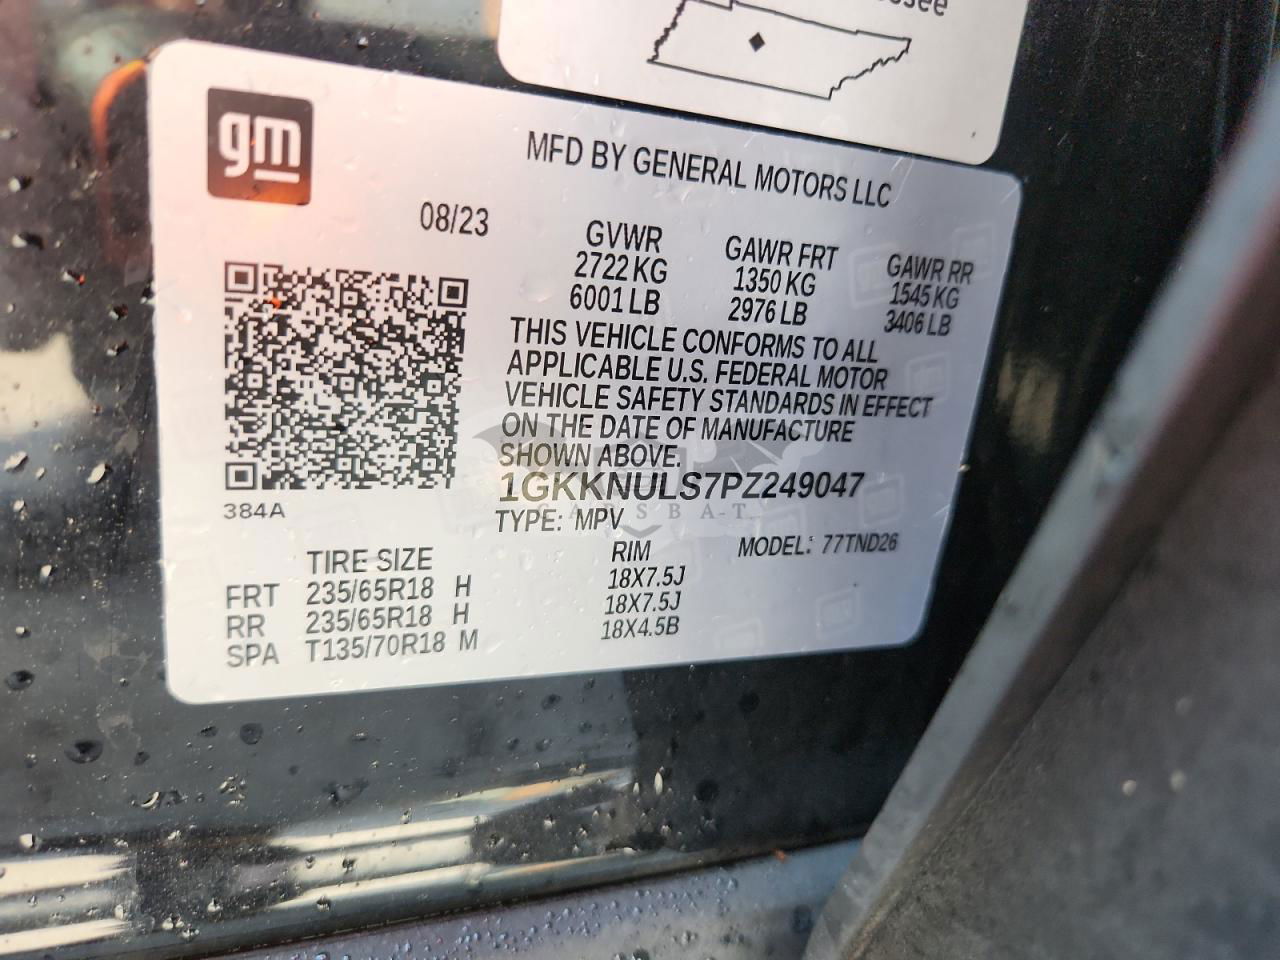 gm
MFD BY GENERAL MOTORS LLC
08/23
GVWR GAWR FRT GAWR RR
2722 KG 1350 KG 1545 KG
6001 LB 2976 LB 3406 LB
THIS VEHICLE CONFORMS TO ALL
APPLICABLE U.S. FEDERAL MOTOR
VEHICLE SAFETY STANDARDS IN EFFECT
ON THE DATE OF MANUFACTURE
SHOWN ABOVE.
1GKKNULS7PZ249047
384A
TYPE: MPV
CARSBAT
MODEL: 77TND26
TIRE SIZE RIM
FRT 235/65R18 H 18X7.5J
RR 235/65R18 H 18X7.5J
SPA T135/70R18 M 18X4.5B